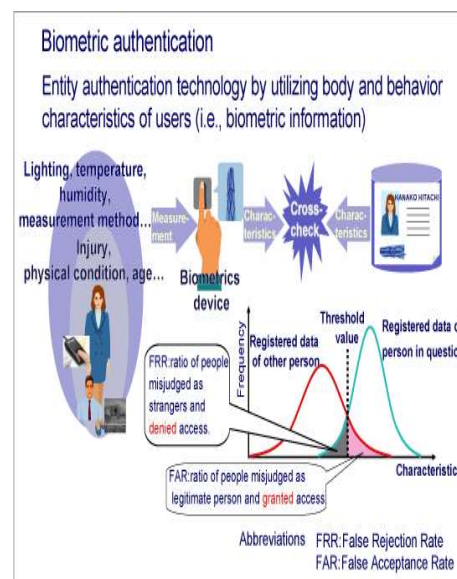 Biometric authentication
Entity authentication technology by utilizing body and behavior
characteristics of users (i.e., biometric information)
Lighting, temperature,
humidity,
measurement method...
Injury,
physical condition, age...
Measure-
ment
Biometrics
device
Charac-
teristics
Cross-
check
Charac-
teristics
HANAKO HITACHI
Frequency
Registered data
of other person
Threshold
value
Registered data o
person in questio
FRR:ratio of people
misjudged as
strangers and
denied access.
FAR:ratio of people misjudged as
legitimate person and granted access
Characteristic
Abbreviations
FRR:False Rejection Rate
FAR:False Acceptance Rate